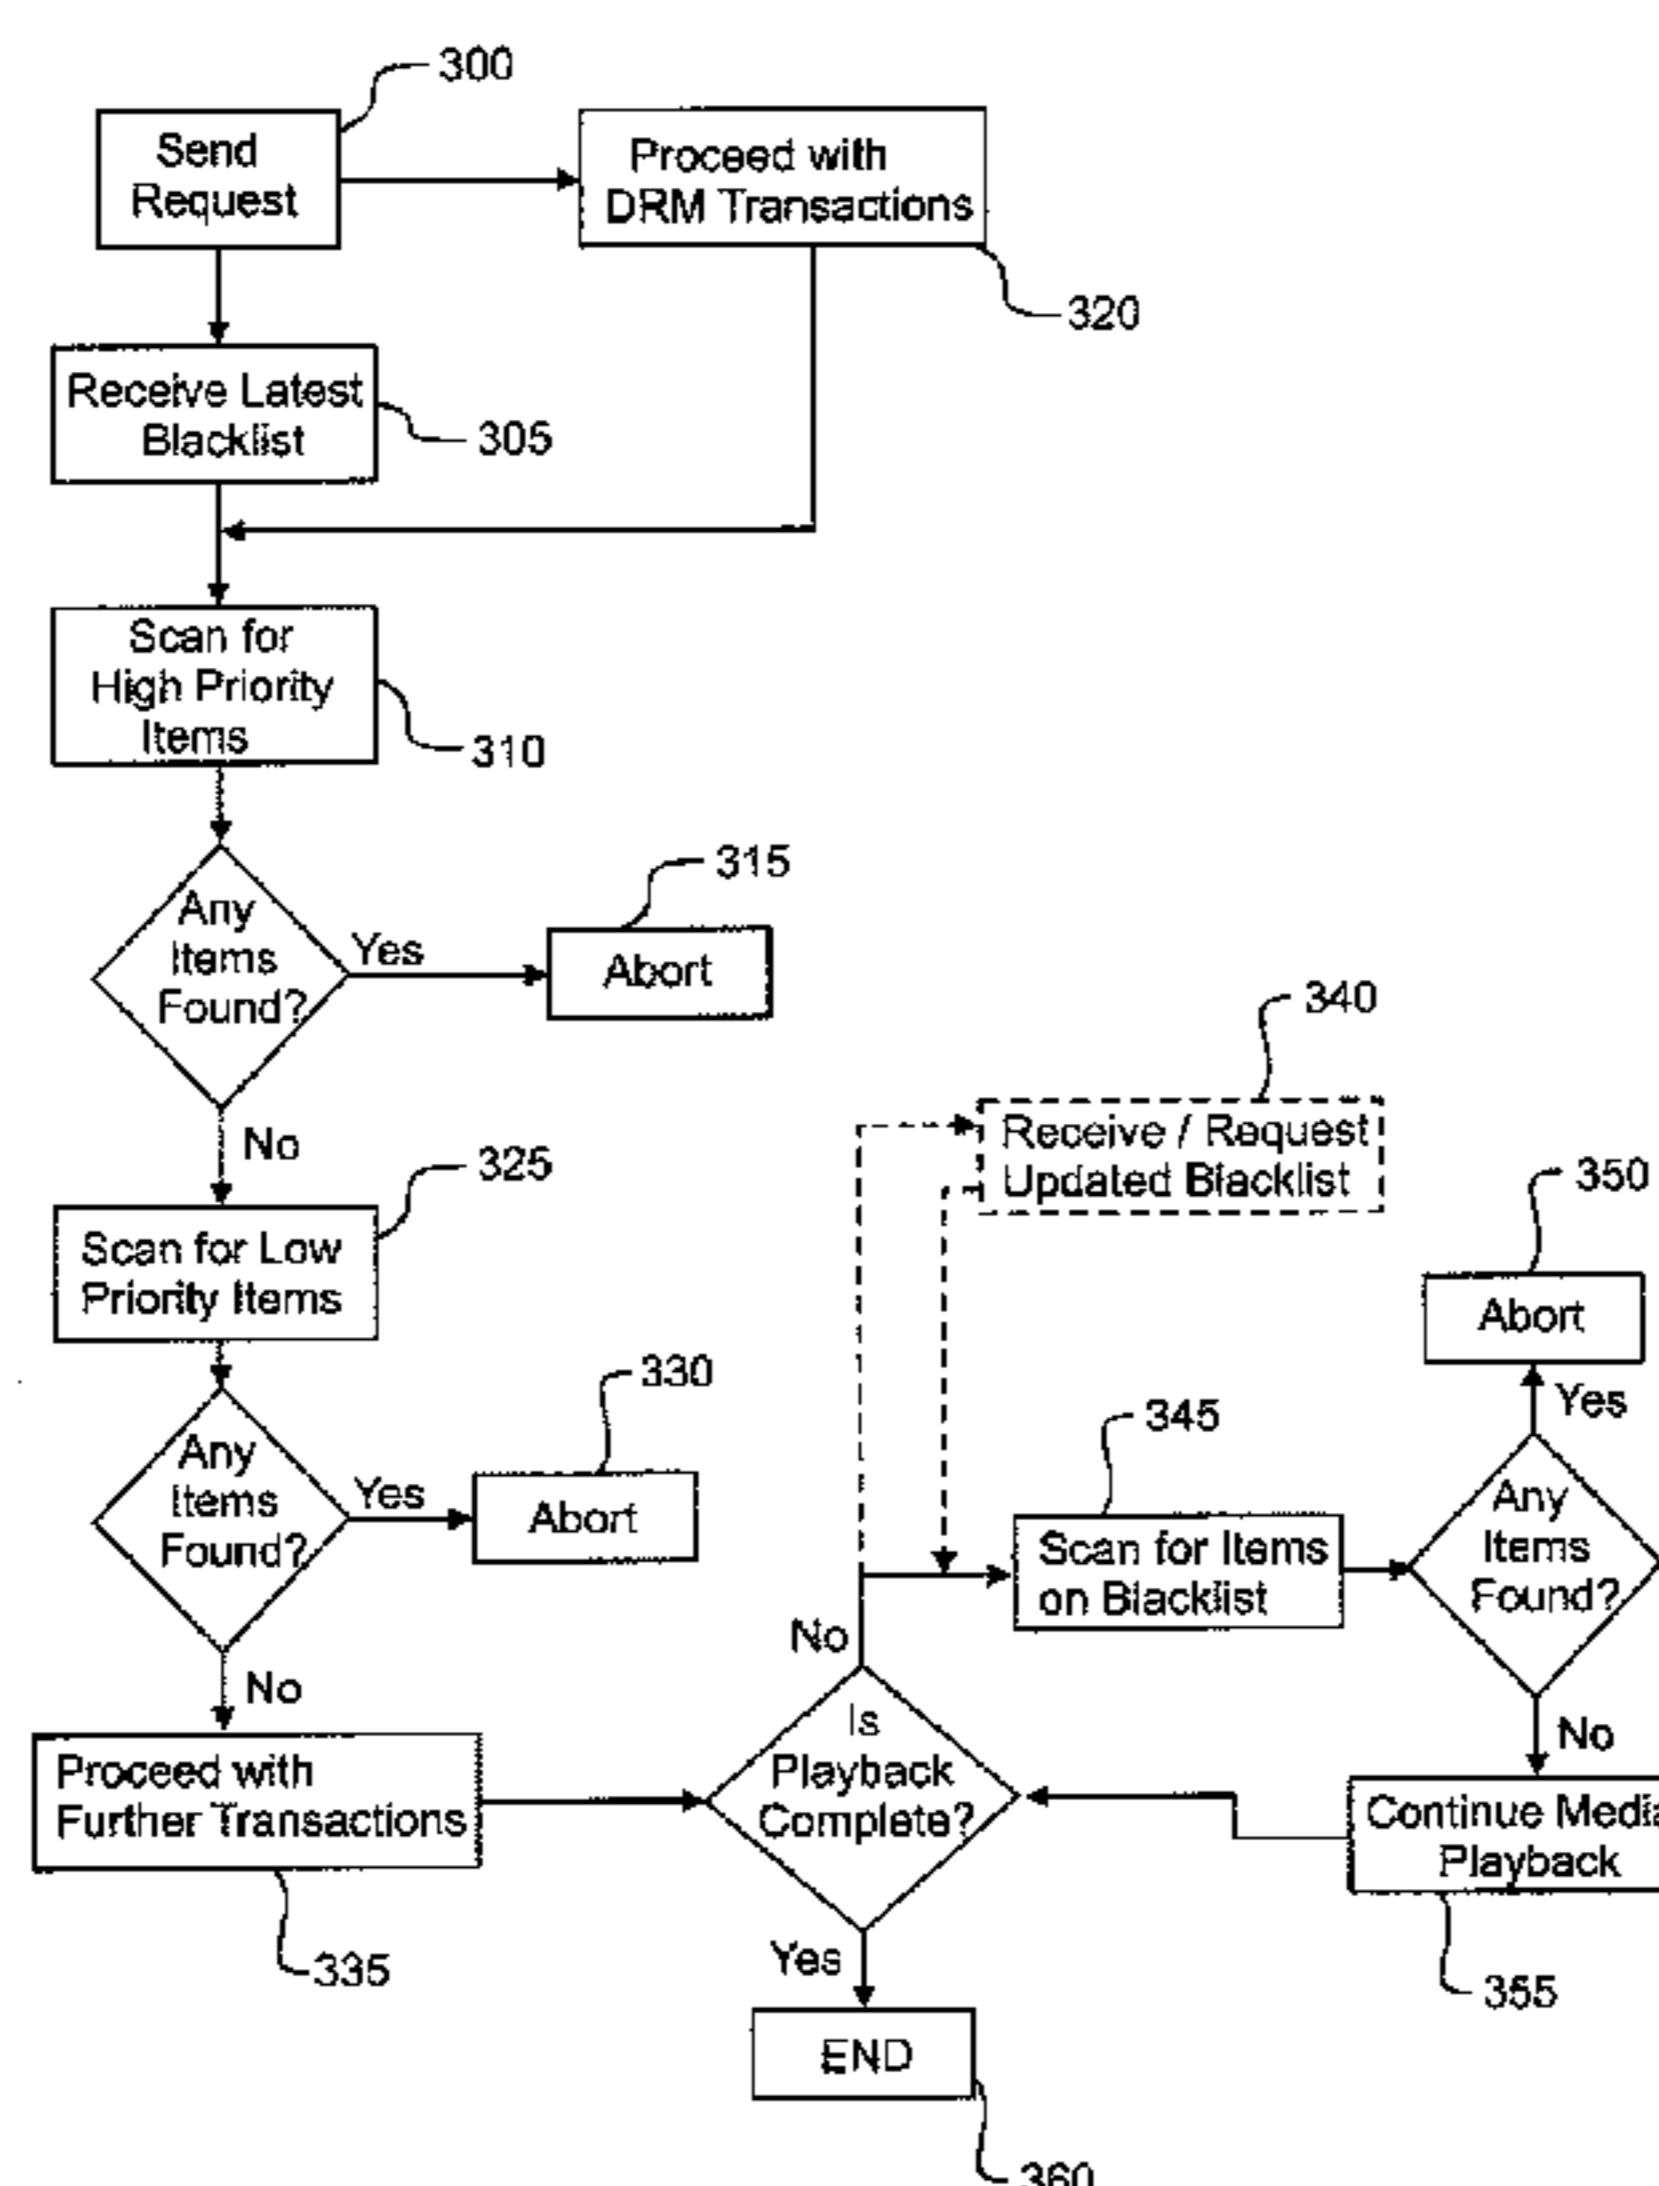 300
Send
Request
Proceed with
DRM Transactions
320
Receive Latest
Blacklist
305
Scan for
High Priority
Items
310
Any
Items
Found?
Yes
315
Abort
No
340
Receive / Request
Updated Blacklist
325
Scan for Low
Priority Items
350
Abort
Yes
330
Any
Items
Found?
Yes
Abort
345
Scan for Items
on Blacklist
Any
Items
Found?
No
No
No
Proceed with
Further Transactions
335
Is
Playback
Complete?
Continue Media
Playback
355
Yes
END
360